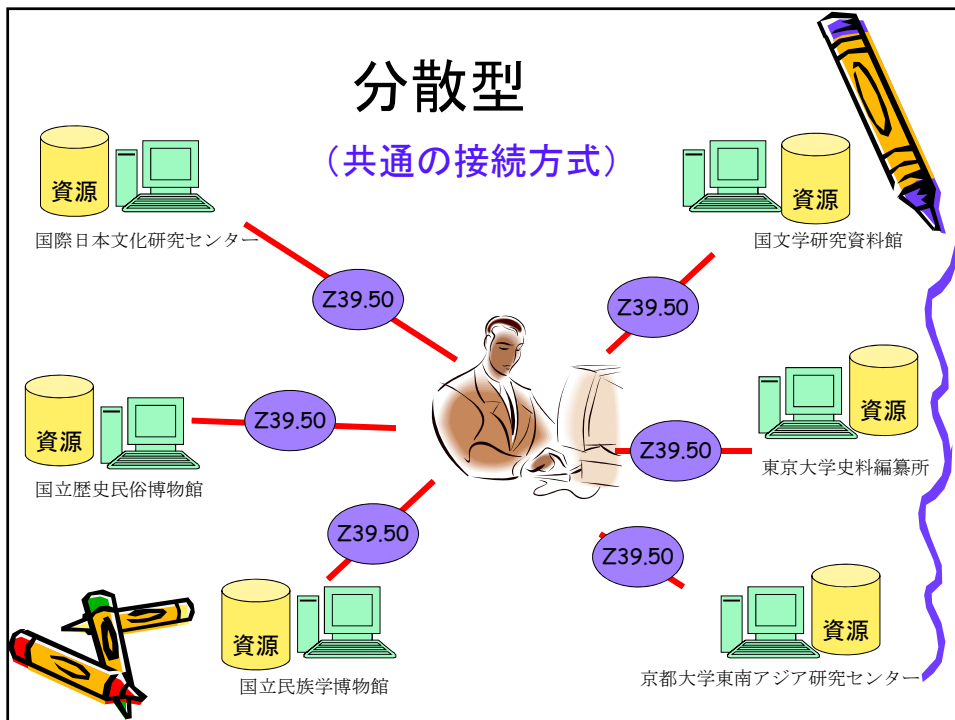 分散型
（共通の接続方式）
資源
国際日本文化研究センター
資源
国文学研究資料館
Z39.50
Z39.50
資源
国立歴史民俗博物館
Z39.50
Z39.50
資源
東京大学史料編纂所
Z39.50
Z39.50
資源
国立民族学博物館
資源
京都大学東南アジア研究センター